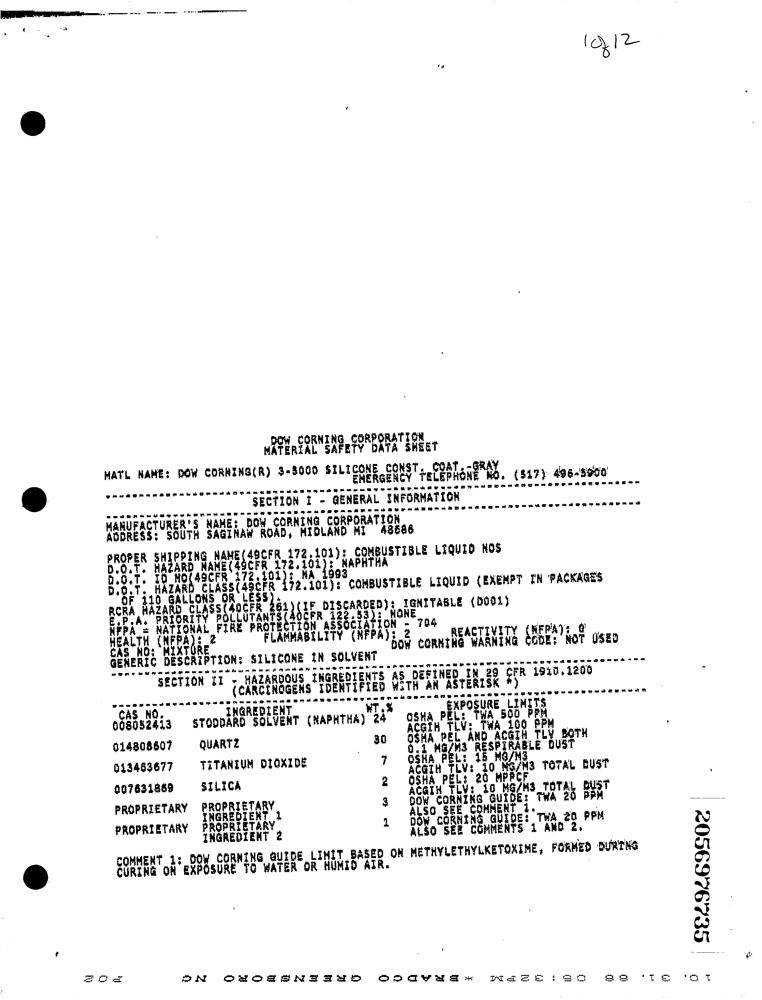 1 of 12
DOW CORNING CORPORATION
MATERIAL SAFETY DATA SHEET
MATL NAME: DOW CORNING(R) 3-5000 SILICONE CONST. COAT.-GRAY
EMERGENCY TELEPHONE NO. (517) 496-5900
SECTION I - GENERAL INFORMATION
MANUFACTURER'S NAME: DOW CORNING CORPORATION
ADDRESS: SOUTH SAGINAW ROAD, MIDLAND MI 48686
PROPER SHIPPING NAME(49CFR 172.101): COMBUSTIBLE LIQUID NOS
D.O.T. HAZARD NAME(49CFR 172.101): NAPHTHA
D.O.T. ID NO(49CFR 172.101): NA 1993
D.O.T. HAZARD CLASS(49CFR 172.101): COMBUSTIBLE LIQUID (EXEMPT IN PACKAGES
OF 110 GALLONS OR LESS).
RCRA HAZARD CLASS(40CFR 261)(IF DISCARDED): IGNITABLE (D001)
E.P.A. PRIORITY POLLUTANTS(40CFR 122.53): NONE
NFPA = NATIONAL FIRE PROTECTION ASSOCIATION - 704
HEALTH (NFPA): 2 FLAMMABILITY (NFPA): 2 REACTIVITY (NFPA): 0
CAS NO: MIXTURE DOW CORNING WARNING CODE: NOT USED
GENERIC DESCRIPTION: SILICONE IN SOLVENT
SECTION II - HAZARDOUS INGREDIENTS AS DEFINED IN 29 CFR 1910.1200
(CARCINOGENS IDENTIFIED WITH AN ASTERISK *)
CAS NO. INGREDIENT WT.% EXPOSURE LIMITS
008052413 STODDARD SOLVENT (NAPHTHA) 24 OSHA PEL: TWA 500 PPM
ACGIH TLV: TWA 100 PPM
014808607 QUARTZ 30 OSHA PEL AND ACGIH TLV BOTH
0.1 MG/M3 RESPIRABLE DUST
013463677 TITANIUM DIOXIDE 7 OSHA PEL: 15 MG/M3
ACGIH TLV: 10 MG/M3 TOTAL DUST
007631869 SILICA 2 OSHA PEL: 20 MPPCF
ACGIH TLV: 10 MG/M3 TOTAL DUST
PROPRIETARY PROPRIETARY 3 DOW CORNING GUIDE: TWA 20 PPM
INGREDIENT 1 ALSO SEE COMMENT 1.
PROPRIETARY PROPRIETARY 1 DOW CORNING GUIDE: TWA 20 PPM
INGREDIENT 2 ALSO SEE COMMENTS 1 AND 2.
COMMENT 1: DOW CORNING GUIDE LIMIT BASED ON METHYLETHYLKETOXIME, FORMED DURING
CURING ON EXPOSURE TO WATER OR HUMID AIR.
2056976735
10. 31. 88 05:32PM *BRADCO GREENSBORO NC P02